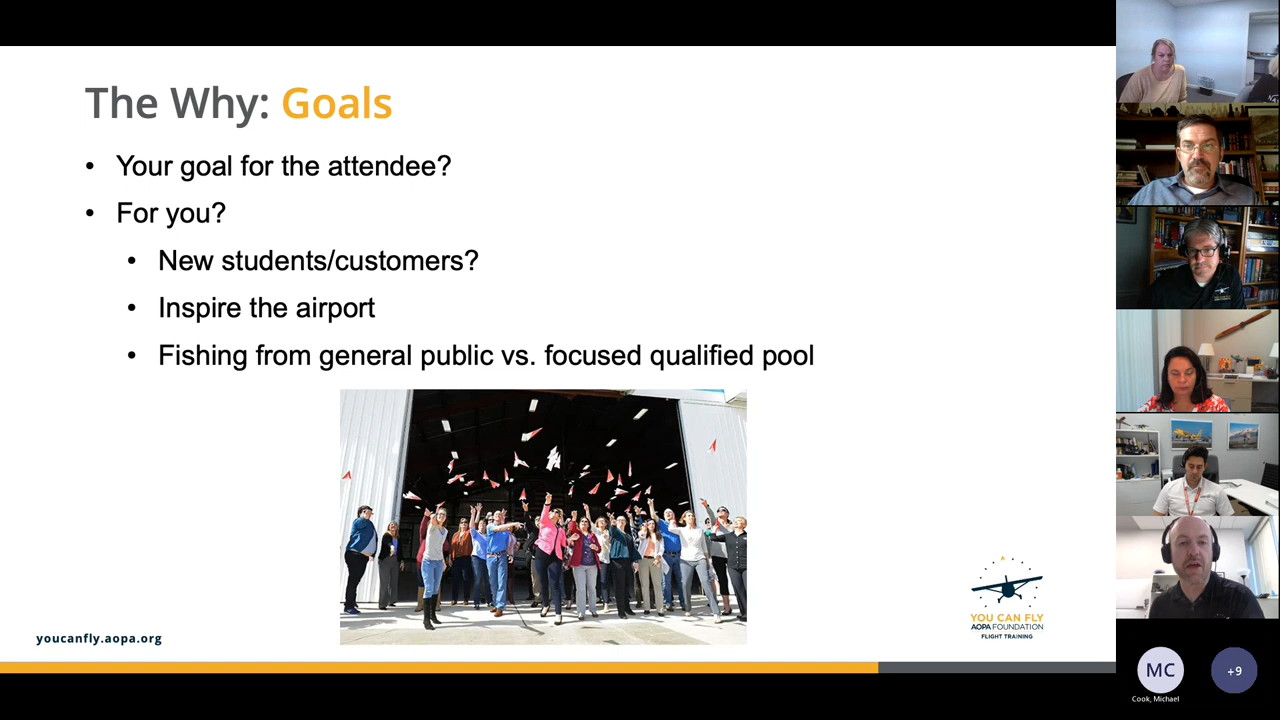 The Why: Goals
• Your goal for the attendee?
• For you?
• New students/customers?
• Inspire the airport
• Fishing from general public vs. focused qualified pool
youcanfly.aopa.org
YOU CAN FLY
AOPA FOUNDATION
FLIGHT TRAINING
MC
+9
Cook, Michael